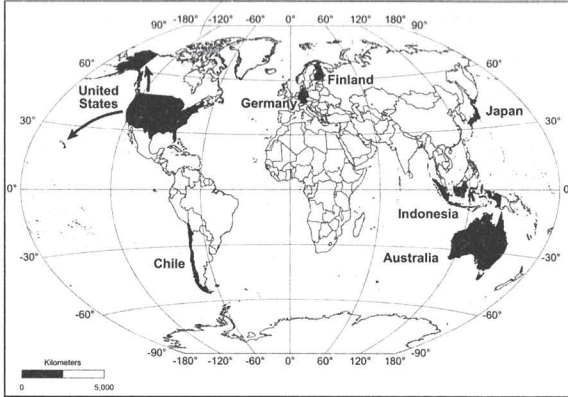 90°
-180° -120° -60° 0° 60° 120° 180° 90°
60°
60°
United
States
Finland
Germany
Japan
30°
30°
0°
0°
Indonesia
Chile
Australia
-30°
-30°
-60°
-60°
-90°
-180° -120° -60° 0° 60° 120° 180°
-90°
Kilometers
0 5,000